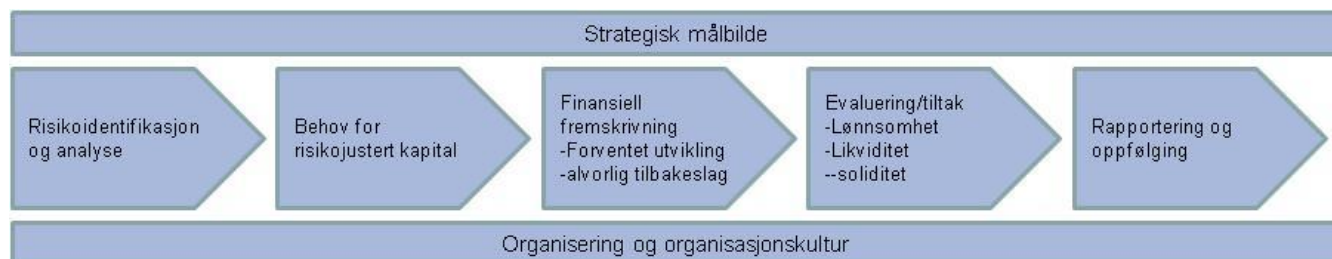 Strategisk målbilde
Risikoidentifikasjon
og analyse
Behov for
risikojustert kapital
Finansiell
fremskrivning
-Forventet utvikling
-alvorlig tilbakeslag
Evaluering/tiltak
-Lønnsomhet
-Likviditet
--soliditet
Rapportering og
oppfølging
Organisering og organisasjonskultur